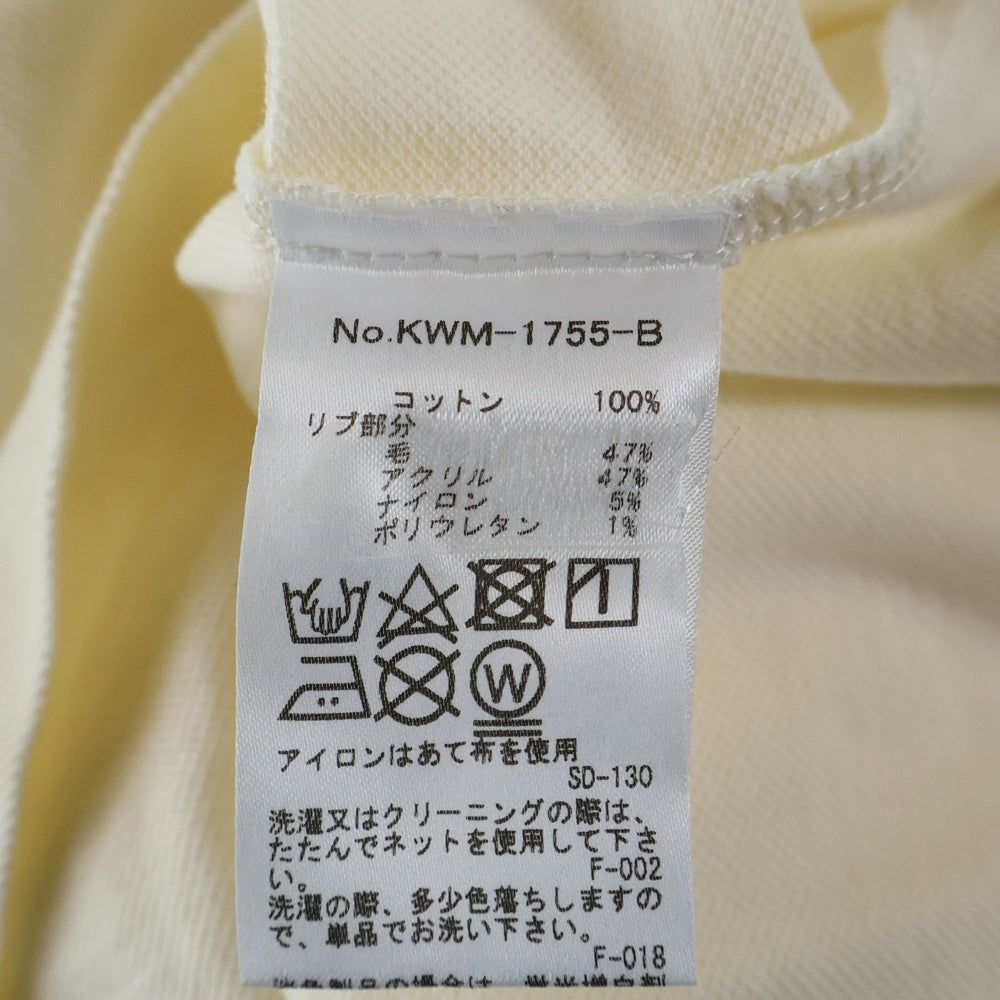 No.KWM-1755-B
コットン 100%
リブ部分
毛 47%
アクリル 47%
ナイロン 5%
ポリウレタン 1%
W
アイロンはあて布を使用
SD-130
洗濯又はクリーニングの際は、
たたんでネットを使用して下さ
い。
F-002
洗濯の際、多少色落ちしますの
で、単品でお洗い下さい。
F-018